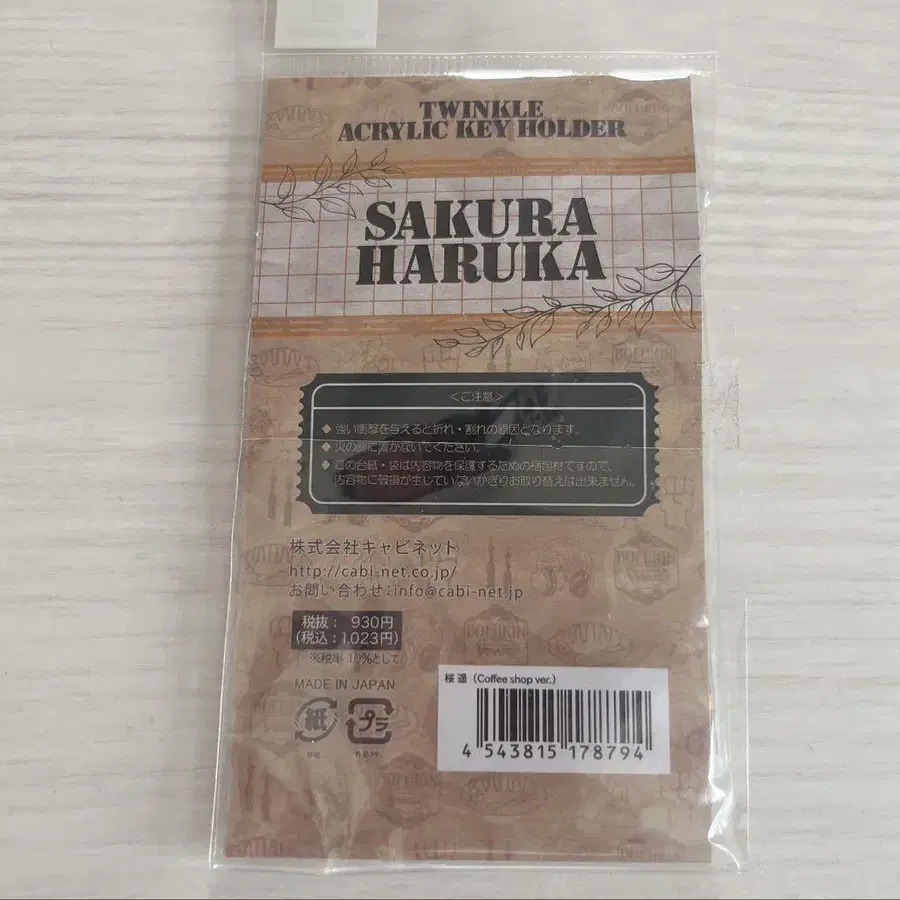 TWINKLE
ACRYLIC KEY HOLDER
SAKURA
HARUKA
<ご注意>
◆ 強い衝撃を与えると折れ・割れの原因となります。
◆ 火の側に置かないでください。
◆ この台紙・袋は内容物を保護するための梱包材ですので、
内容物に破損が生じていないかぎりお取り替えは出来ません。
株式会社キャビネット
http://cabi-net.co.jp/
お問い合わせ:info@cabi-net.jp
税抜: 930円
(税込:1,023円)
※税率10%として
MADE IN JAPAN
紙
プラ
桜 遥 (Coffee shop ver.)
4 543815 178794